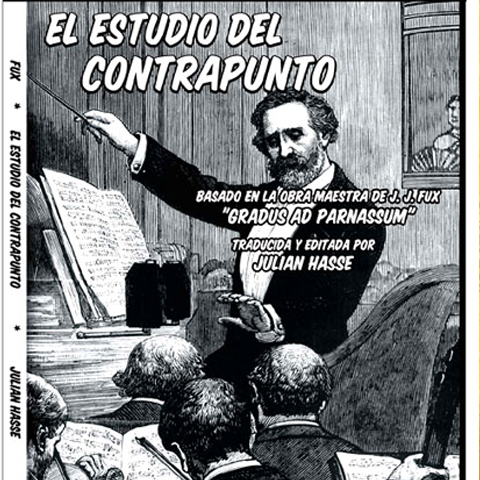 EL ESTUDIO DEL
CONTRAPUNTO
BASADO EN LA OBRA MAESTRA DE J. J. FUX
"GRADUS AD PARNASSUM"
TRADUCIDA Y EDITADA POR
JULIAN HASSE
FUX * EL ESTUDIO DEL CONTRAPUNTO * JULIAN HASSE